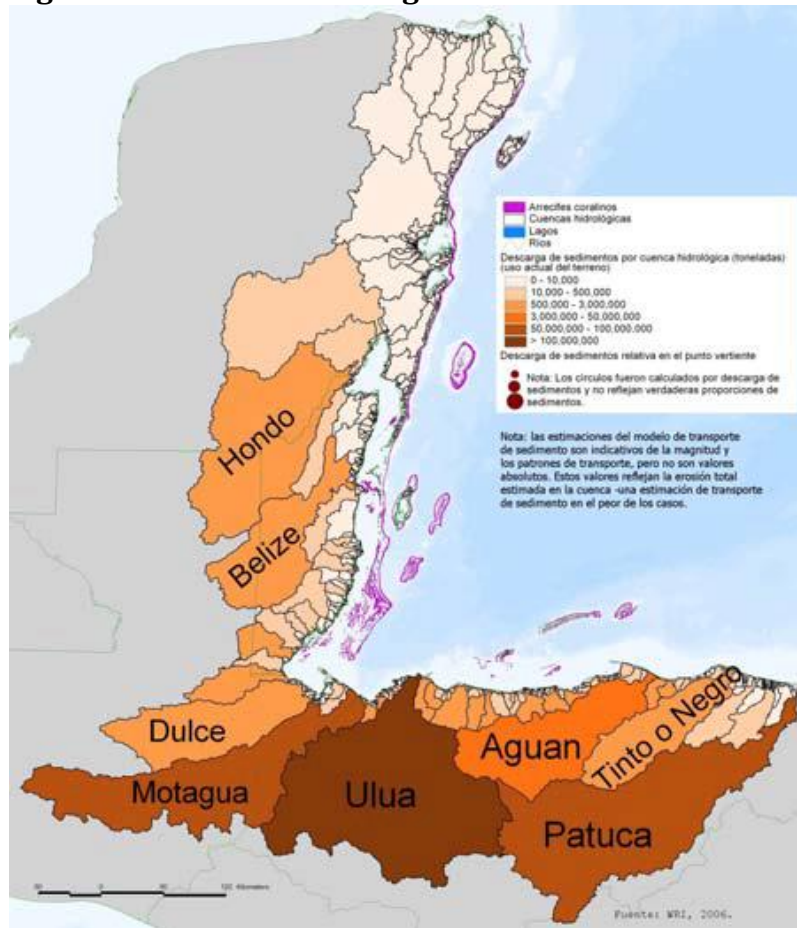 Arrecifes coralinos
Cuencas hidrológicas
Lagos
Ríos
Descarga de sedimentos por cuenca hidrológica (toneladas)
(uso actual del terreno)
0 - 10,000
10,000 - 500,000
500,000 - 3,000,000
3,000,000 - 50,000,000
50,000,000 - 100,000,000
> 100,000,000
Descarga de sedimentos relativa en el punto vertiente
Nota: Los círculos fueron calculados por descarga de
sedimentos y no reflejan verdaderas proporciones de
sedimentos.
Nota: las estimaciones del modelo de transporte
de sedimento son indicativos de la magnitud y
los patrones de transporte, pero no son valores
absolutos. Estos valores reflejan la erosión total
estimada en la cuenca -una estimación de transporte
de sedimento en el peor de los casos.
Hondo
Belize
Dulce
Motagua
Ulua
Aguan
Tinto o Negro
Patuca
120 Kilometers
Fuente: WRI, 2006.